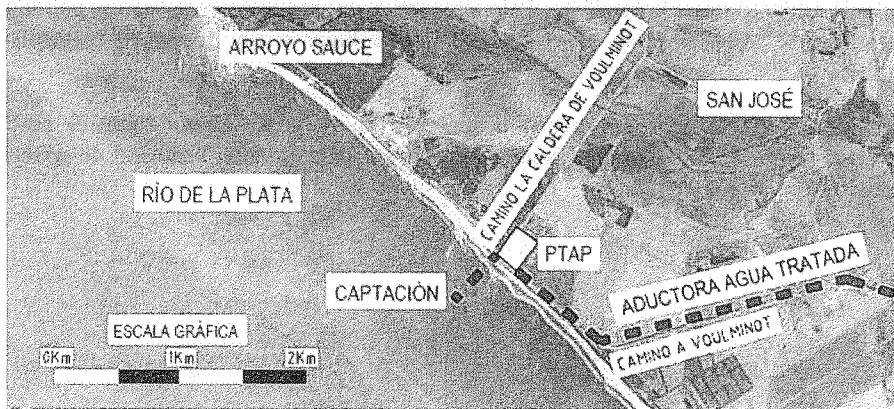 ARROYO SAUCE
CAMINO LA CALDERA DE VOULMINOT
SAN JOSÉ
RÍO DE LA PLATA
PTAP
CAPTACIÓN
ADUCTORA AGUA TRATADA
ESCALA GRÁFICA
0Km 1Km 2Km
CAMINO A VOULMINOT